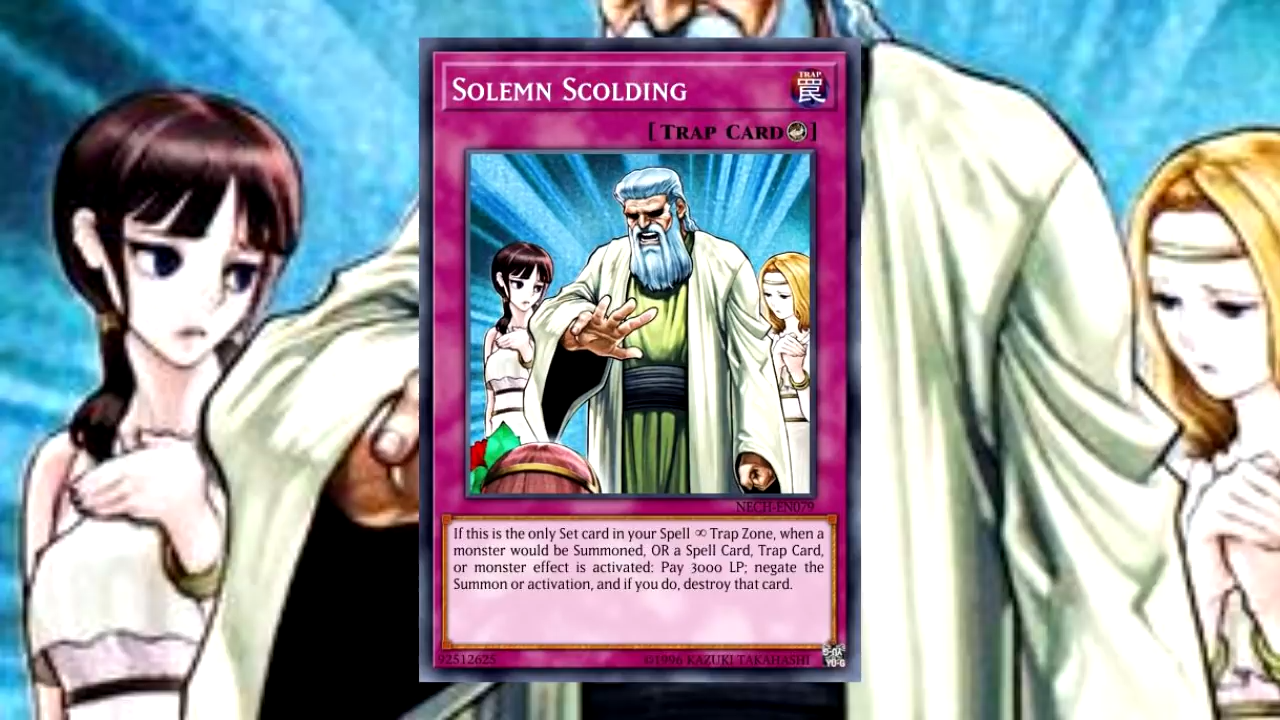 SOLEMN SCOLDING
TRAP
罠
[ TRAP CARD ]
NECH-EN079
If this is the only Set card in your Spell ∞ Trap Zone, when a
monster would be Summoned, OR a Spell Card, Trap Card,
or monster effect is activated: Pay 3000 LP; negate the
Summon or activation, and if you do, destroy that card.
92512625
©1996 KAZUKI TAKAHASHI